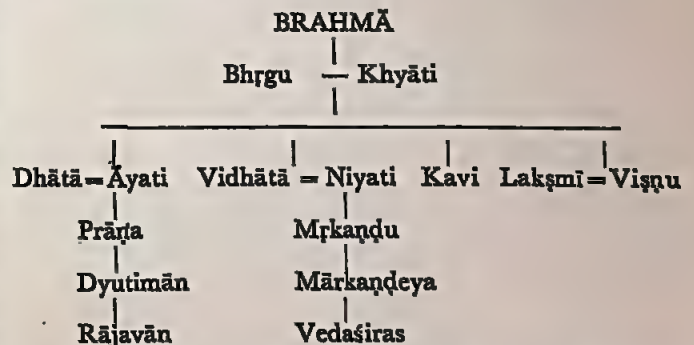 BRAHMĀ
Bhṛgu — Khyāti
Dhātā = Āyati Vidhātā = Niyati Kavi Lakṣmī = Viṣṇu
Prāṇa Mṛkaṇḍu
Dyutimān Mārkaṇḍeya
Rājavān Vedaśiras